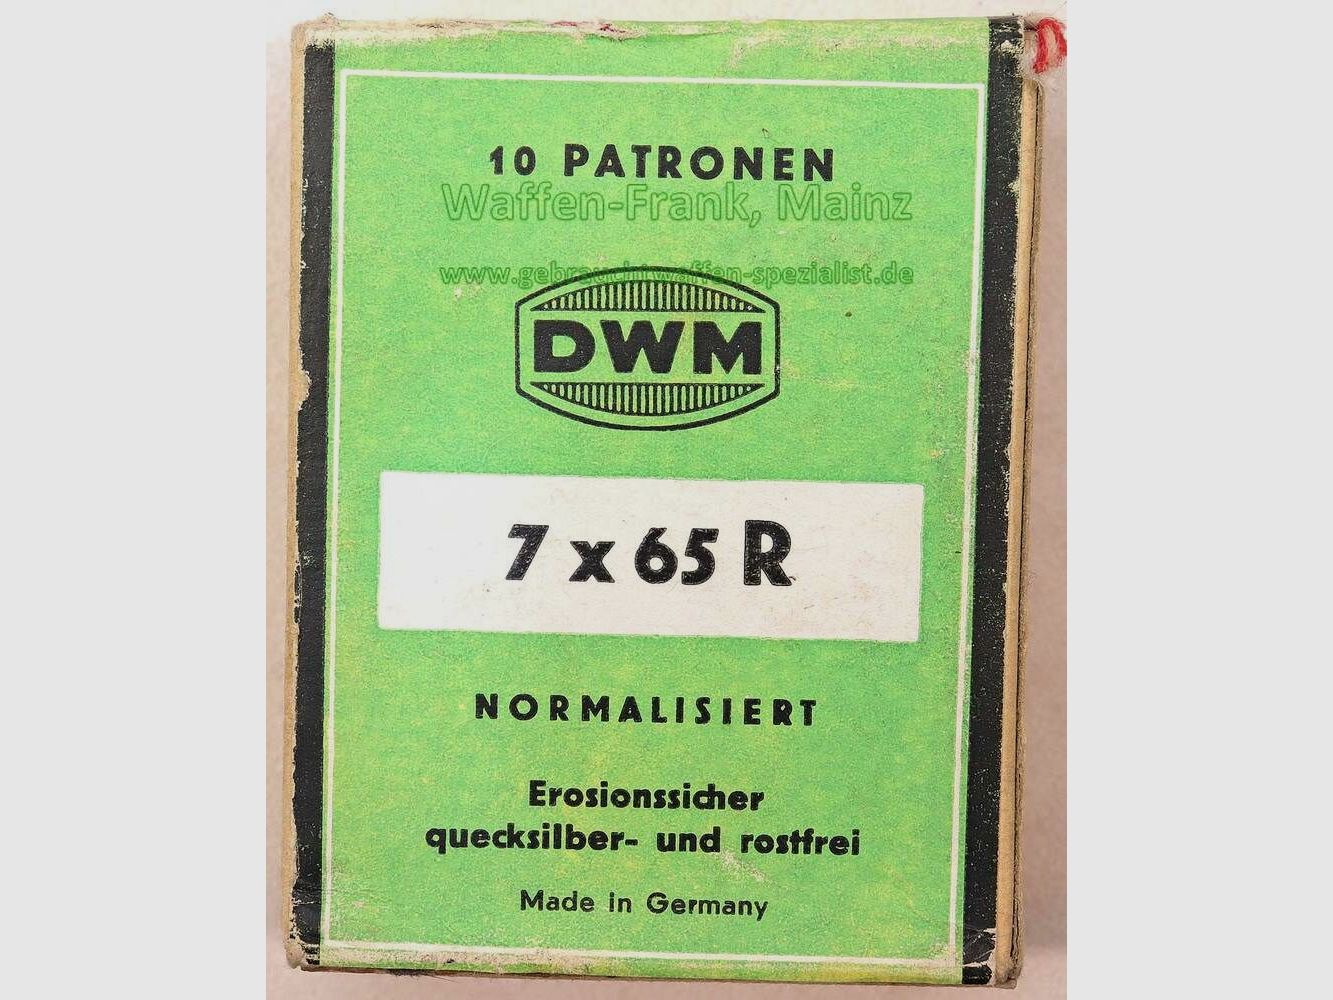 10 PATRONEN
Waffen-Frank, Mainz
www.gebrauchtwaffen-spezialist.de
DWM
7 x 65 R
NORMALISIERT
Erosionssicher
quecksilber- und rostfrei
Made in Germany